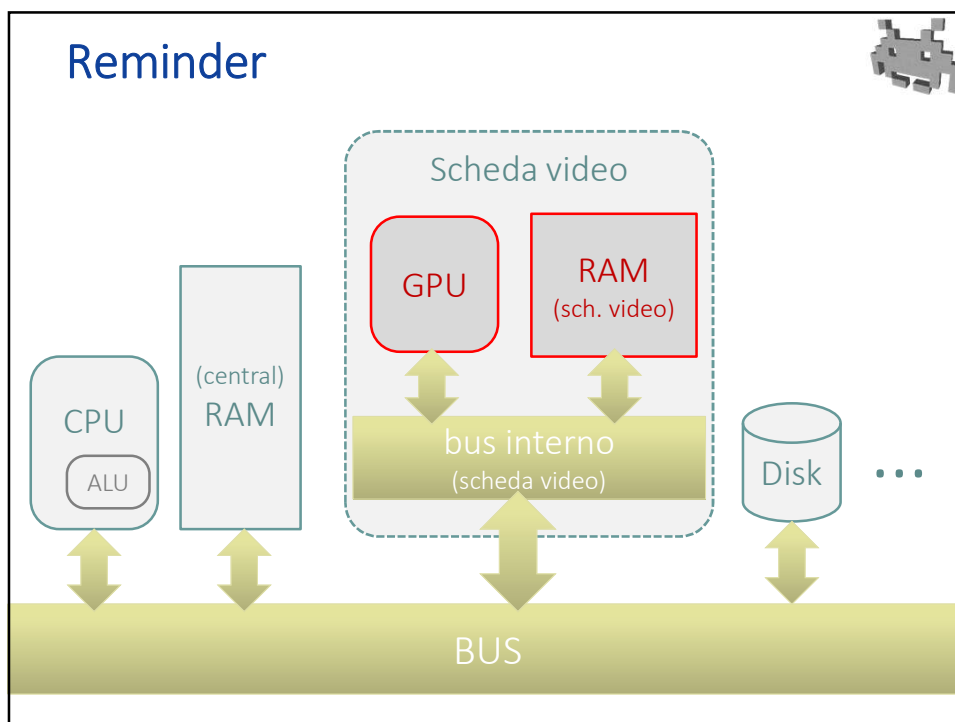 Reminder
Scheda video
GPU
RAM
(sch. video)
(central)
RAM
CPU
ALU
bus interno
(scheda video)
Disk
...
BUS